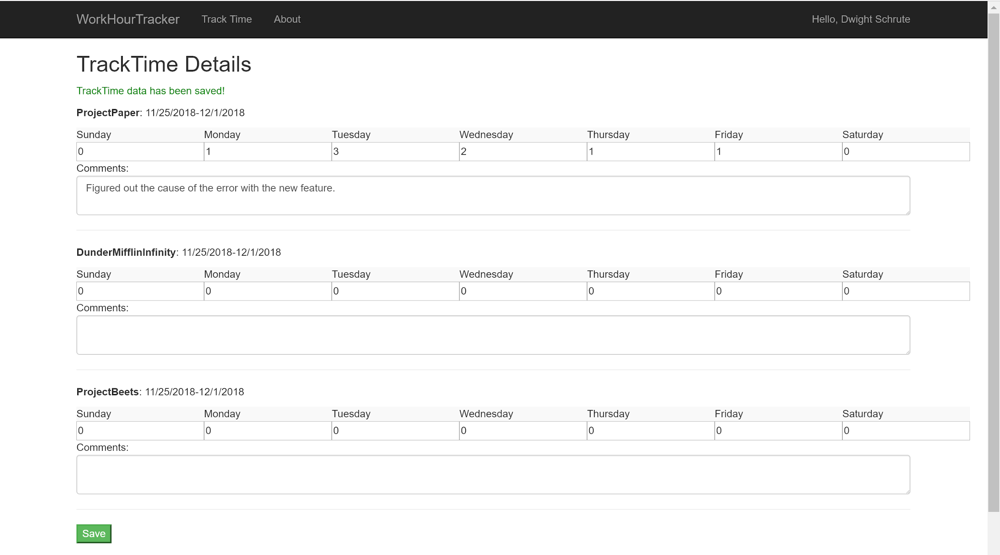 WorkHourTracker Track Time About Hello, Dwight Schrute
TrackTime Details
TrackTime data has been saved!
ProjectPaper: 11/25/2018-12/1/2018
Sunday Monday Tuesday Wednesday Thursday Friday Saturday
0 1 3 2 1 1 0
Comments:
Figured out the cause of the error with the new feature.
DunderMifflinInfinity: 11/25/2018-12/1/2018
Sunday Monday Tuesday Wednesday Thursday Friday Saturday
0 0 0 0 0 0 0
Comments:
ProjectBeets: 11/25/2018-12/1/2018
Sunday Monday Tuesday Wednesday Thursday Friday Saturday
0 0 0 0 0 0 0
Comments:
Save